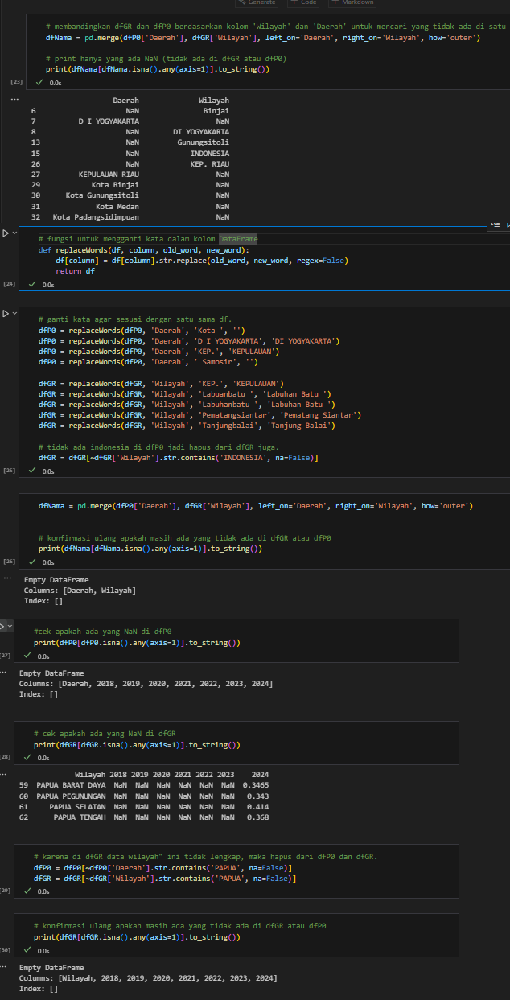 Generate + Code + Markdown
# membandingkan dfGR dan dfP0 berdasarkan kolom 'Wilayah' dan 'Daerah' untuk mencari yang tidak ada di satu
dfNama = pd.merge(dfP0['Daerah'], dfGR['Wilayah'], left_on='Daerah', right_on='Wilayah', how='outer')
# print hanya yang ada NaN (tidak ada di dfGR atau dfP0)
print(dfNama[dfNama.isna().any(axis=1)].to_string())
[23] ✓ 0.0s
... Daerah Wilayah
6 NaN Binjai
7 D I YOGYAKARTA NaN
8 NaN DI YOGYAKARTA
13 NaN Gunungsitoli
15 NaN INDONESIA
26 NaN KEP. RIAU
27 KEPULAUAN RIAU NaN
29 Kota Binjai NaN
30 Kota Gunungsitoli NaN
31 Kota Medan NaN
32 Kota Padangsidimpuan NaN
# fungsi untuk mengganti kata dalam kolom DataFrame
def replaceWords(df, column, old_word, new_word):
df[column] = df[column].str.replace(old_word, new_word, regex=False)
return df
[24] ✓ 0.0s
# ganti kata agar sesuai dengan satu sama df.
dfP0 = replaceWords(dfP0, 'Daerah', 'Kota ', '')
dfP0 = replaceWords(dfP0, 'Daerah', 'D I YOGYAKARTA', 'DI YOGYAKARTA')
dfP0 = replaceWords(dfP0, 'Daerah', 'KEP.', 'KEPULAUAN')
dfP0 = replaceWords(dfP0, 'Daerah', ' Samosir', '')
dfGR = replaceWords(dfGR, 'Wilayah', 'KEP.', 'KEPULAUAN')
dfGR = replaceWords(dfGR, 'Wilayah', 'Labuanbatu ', 'Labuhan Batu ')
dfGR = replaceWords(dfGR, 'Wilayah', 'Labuhanbatu ', 'Labuhan Batu ')
dfGR = replaceWords(dfGR, 'Wilayah', 'Pematangsiantar', 'Pematang Siantar')
dfGR = replaceWords(dfGR, 'Wilayah', 'Tanjungbalai', 'Tanjung Balai')
# tidak ada indonesia di dfP0 jadi hapus dari dfGR juga.
dfGR = dfGR[~dfGR['Wilayah'].str.contains('INDONESIA', na=False)]
[25] ✓ 0.0s
dfNama = pd.merge(dfP0['Daerah'], dfGR['Wilayah'], left_on='Daerah', right_on='Wilayah', how='outer')
# konfirmasi ulang apakah masih ada yang tidak ada di dfGR atau dfP0
print(dfNama[dfNama.isna().any(axis=1)].to_string())
[26] ✓ 0.0s
... Empty DataFrame
Columns: [Daerah, Wilayah]
Index: []
#cek apakah ada yang NaN di dfP0
print(dfP0[dfP0.isna().any(axis=1)].to_string())
[27] ✓ 0.0s
... Empty DataFrame
Columns: [Daerah, 2018, 2019, 2020, 2021, 2022, 2023, 2024]
Index: []
# cek apakah ada yang NaN di dfGR
print(dfGR[dfGR.isna().any(axis=1)].to_string())
[28] ✓ 0.0s
... Wilayah 2018 2019 2020 2021 2022 2023 2024
59 PAPUA BARAT DAYA NaN NaN NaN NaN NaN NaN 0.3465
60 PAPUA PEGUNUNGAN NaN NaN NaN NaN NaN NaN 0.343
61 PAPUA SELATAN NaN NaN NaN NaN NaN NaN 0.414
62 PAPUA TENGAH NaN NaN NaN NaN NaN NaN 0.368
# karena di dfGR data wilayah" ini tidak lengkap, maka hapus dari dfP0 dan dfGR.
dfP0 = dfP0[~dfP0['Daerah'].str.contains('PAPUA', na=False)]
dfGR = dfGR[~dfGR['Wilayah'].str.contains('PAPUA', na=False)]
[29] ✓ 0.0s
# konfirmasi ulang apakah masih ada yang tidak ada di dfGR atau dfP0
print(dfGR[dfGR.isna().any(axis=1)].to_string())
[30] ✓ 0.0s
... Empty DataFrame
Columns: [Wilayah, 2018, 2019, 2020, 2021, 2022, 2023, 2024]
Index: []